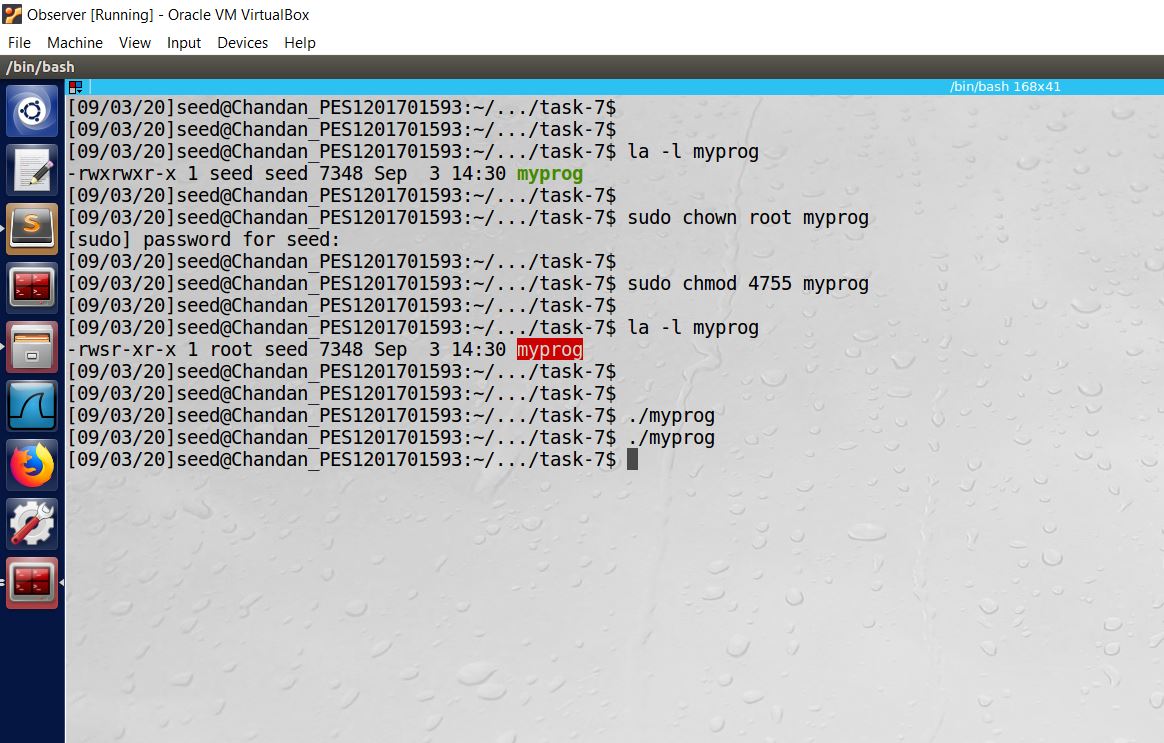 Observer [Running] - Oracle VM VirtualBox
File Machine View Input Devices Help
/bin/bash
/bin/bash 168x41
[09/03/20]seed@Chandan_PES1201701593:~/.../task-7$
[09/03/20]seed@Chandan_PES1201701593:~/.../task-7$
[09/03/20]seed@Chandan_PES1201701593:~/.../task-7$ la -l myprog
-rwxrwxr-x 1 seed seed 7348 Sep  3 14:30 myprog
[09/03/20]seed@Chandan_PES1201701593:~/.../task-7$
[09/03/20]seed@Chandan_PES1201701593:~/.../task-7$ sudo chown root myprog
[sudo] password for seed:
[09/03/20]seed@Chandan_PES1201701593:~/.../task-7$
[09/03/20]seed@Chandan_PES1201701593:~/.../task-7$ sudo chmod 4755 myprog
[09/03/20]seed@Chandan_PES1201701593:~/.../task-7$
[09/03/20]seed@Chandan_PES1201701593:~/.../task-7$ la -l myprog
-rwsr-xr-x 1 root seed 7348 Sep  3 14:30 myprog
[09/03/20]seed@Chandan_PES1201701593:~/.../task-7$
[09/03/20]seed@Chandan_PES1201701593:~/.../task-7$
[09/03/20]seed@Chandan_PES1201701593:~/.../task-7$ ./myprog
[09/03/20]seed@Chandan_PES1201701593:~/.../task-7$ ./myprog
[09/03/20]seed@Chandan_PES1201701593:~/.../task-7$